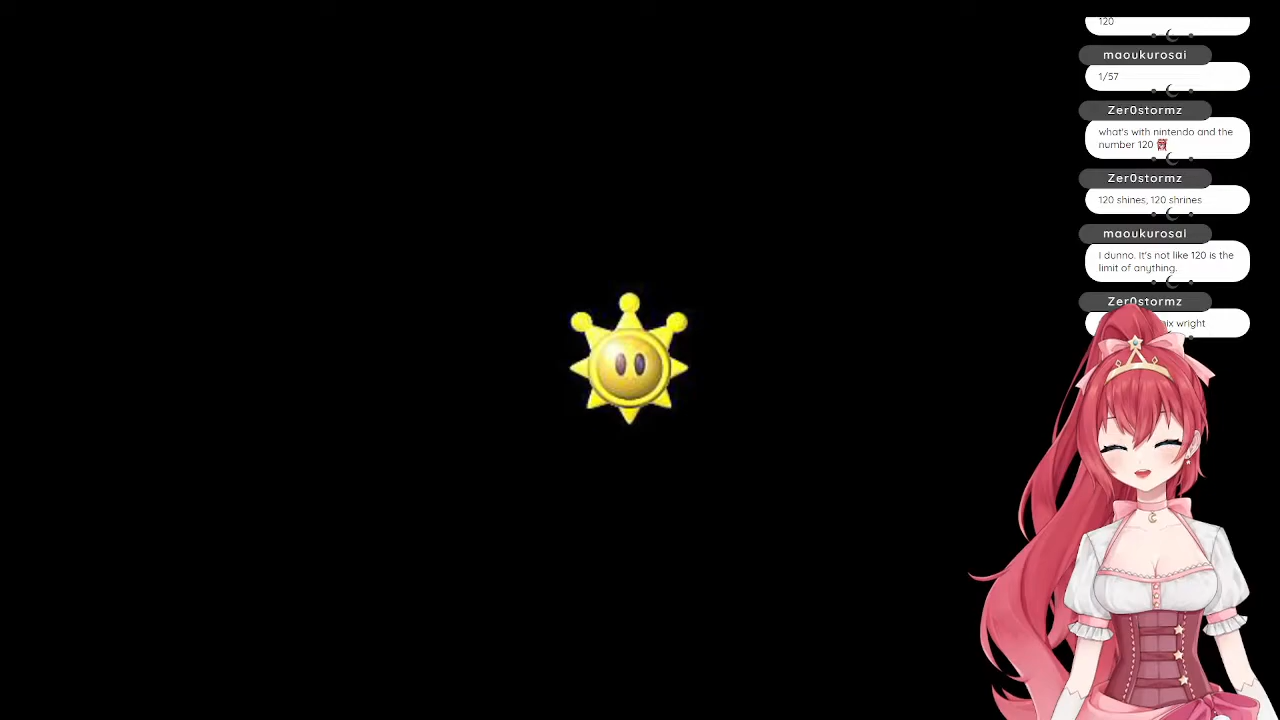 120
maoukurosai
1/57
Zer0stormz
what's with nintendo and the
number 120
Zer0stormz
120 shines, 120 shrines
maoukurosai
I dunno. It's not like 120 is the
limit of anything.
Zer0stormz
wright